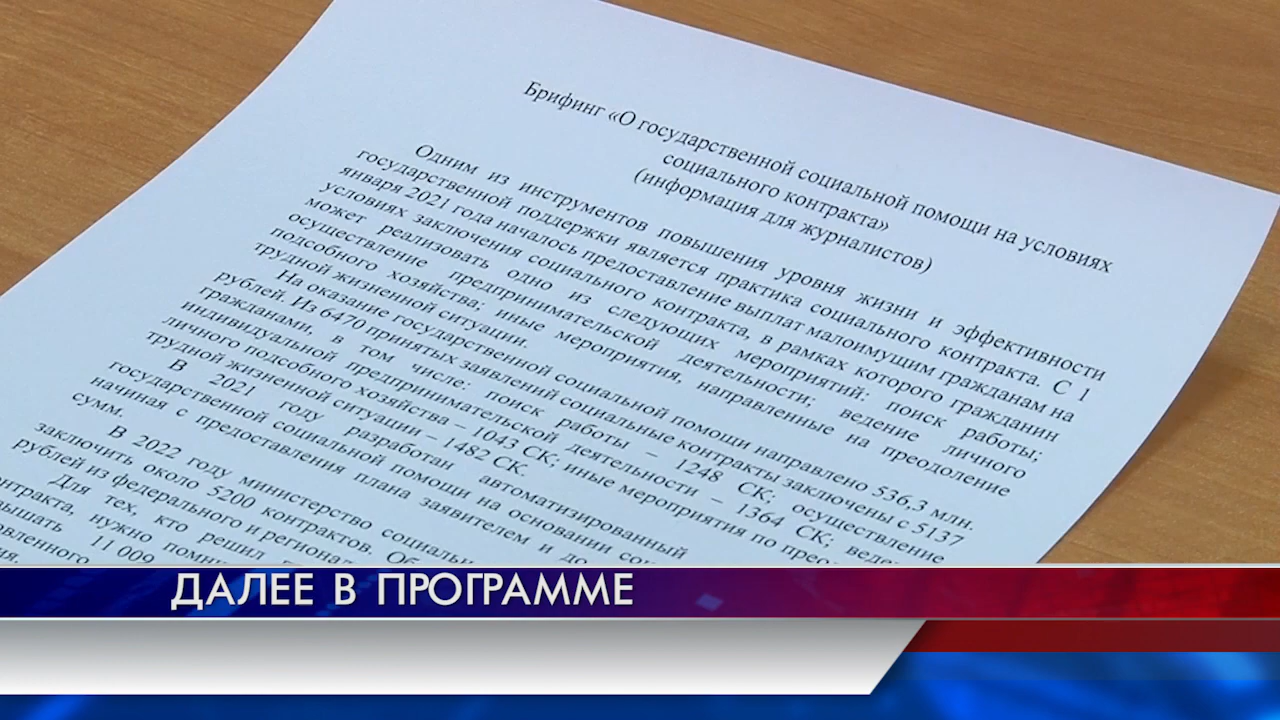 Брифинг «О государственной социальной помощи на условиях
социального контракта»
(информация для журналистов)
Одним из инструментов повышения уровня жизни и эффективности
государственной поддержки является практика социального контракта. С 1
января 2021 года началось предоставление выплат малоимущим гражданам на
условиях заключения социального контракта, в рамках которого гражданин
может реализовать одно из следующих мероприятий: поиск работы;
осуществление предпринимательской деятельности; ведение личного
подсобного хозяйства; иные мероприятия, направленные на преодоление
трудной жизненной ситуации.
На оказание государственной социальной помощи направлено 536,3 млн.
рублей. Из 6470 принятых заявлений социальные контракты заключены с 5137
гражданами, в том числе: поиск работы – 1248 СК; осуществление
индивидуальной предпринимательской деятельности – 1364 СК;
личного подсобного хозяйства – 1043 СК; иные мероприятия по
трудной жизненной ситуации – 1482 СК.
В 2021 году разработан автоматизированный
государственной социальной помощи на основании
начиная с предоставления плана заявителем и до
сумм.
В 2022 году министерство
заключить около 5200 контрактов.
рублей из федерального и
Для тех, кто решил
нужно
11 009
ДАЛЕЕ В ПРОГРАММЕ